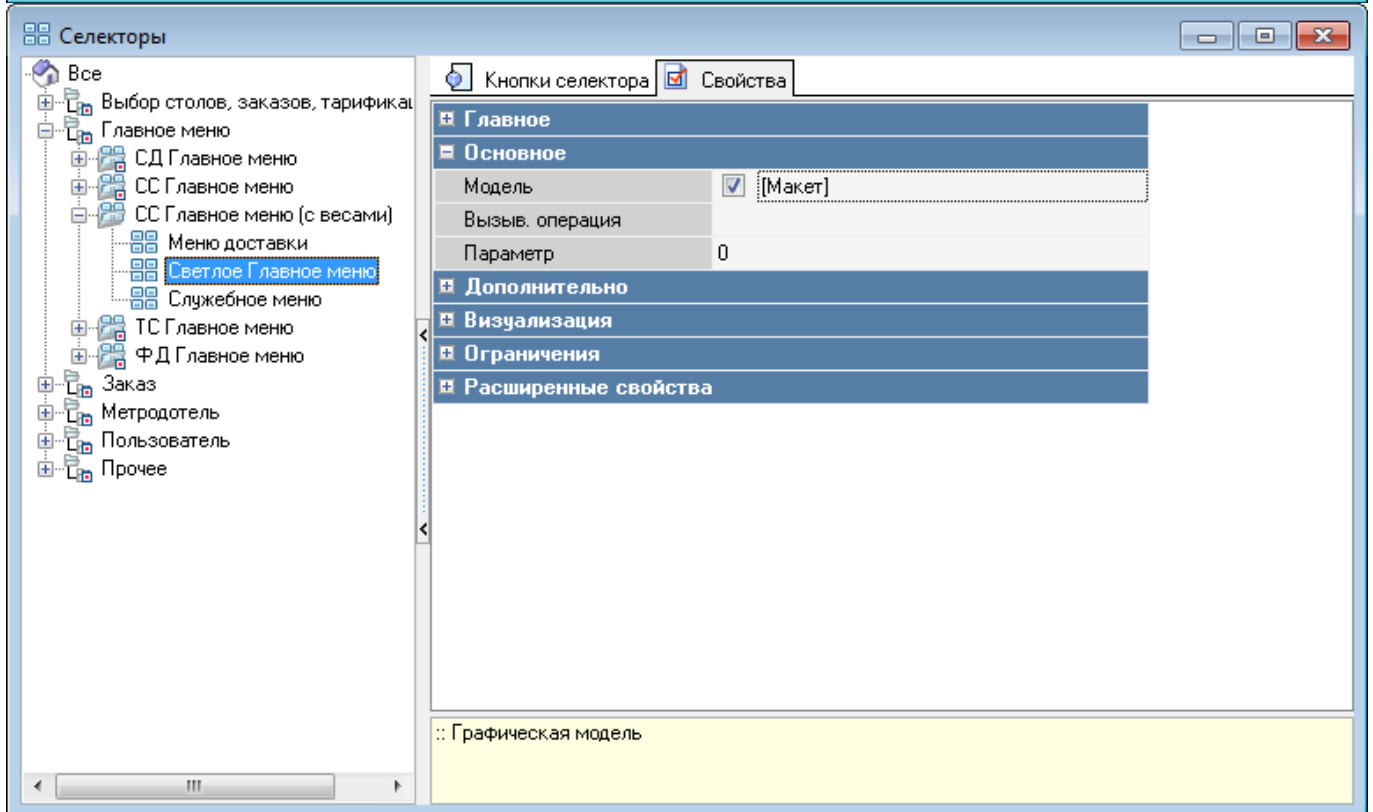 Селекторы
Все
Выбор столов, заказов, тарификац
Главное меню
СД Главное меню
СС Главное меню
СС Главное меню (с весами)
Меню доставки
Светлое Главное меню
Служебное меню
ТС Главное меню
ФД Главное меню
Заказ
Метродотель
Пользователь
Прочее
Кнопки селектора
Свойства
Главное
Основное
Модель [Макет]
Вызыв. операция
Параметр 0
Дополнительно
Визуализация
Ограничения
Расширенные свойства
:: Графическая модель